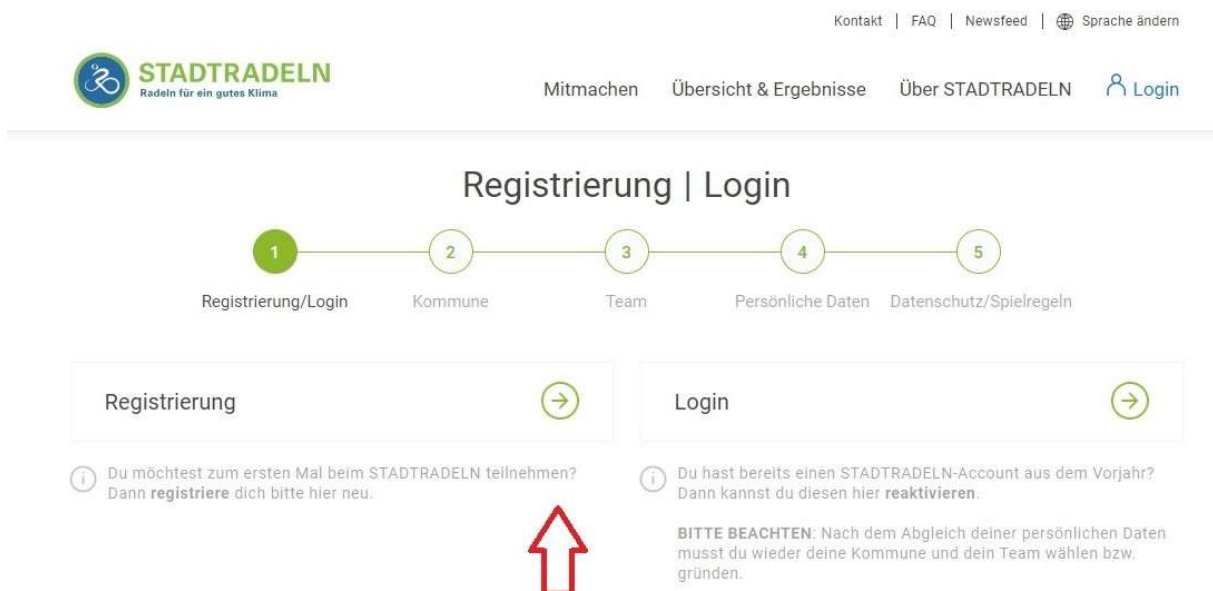 Kontakt | FAQ | Newsfeed | Sprache ändern
STADTRADELN
Radeln für ein gutes Klima
Mitmachen Übersicht & Ergebnisse Über STADTRADELN Login
Registrierung | Login
1 2 3 4 5
Registrierung/Login Kommune Team Persönliche Daten Datenschutz/Spielregeln
Registrierung
Du möchtest zum ersten Mal beim STADTRADELN teilnehmen?
Dann registriere dich bitte hier neu.
Login
Du hast bereits einen STADTRADELN-Account aus dem Vorjahr?
Dann kannst du diesen hier reaktivieren.
BITTE BEACHTEN: Nach dem Abgleich deiner persönlichen Daten
musst du wieder deine Kommune und dein Team wählen bzw.
gründen.